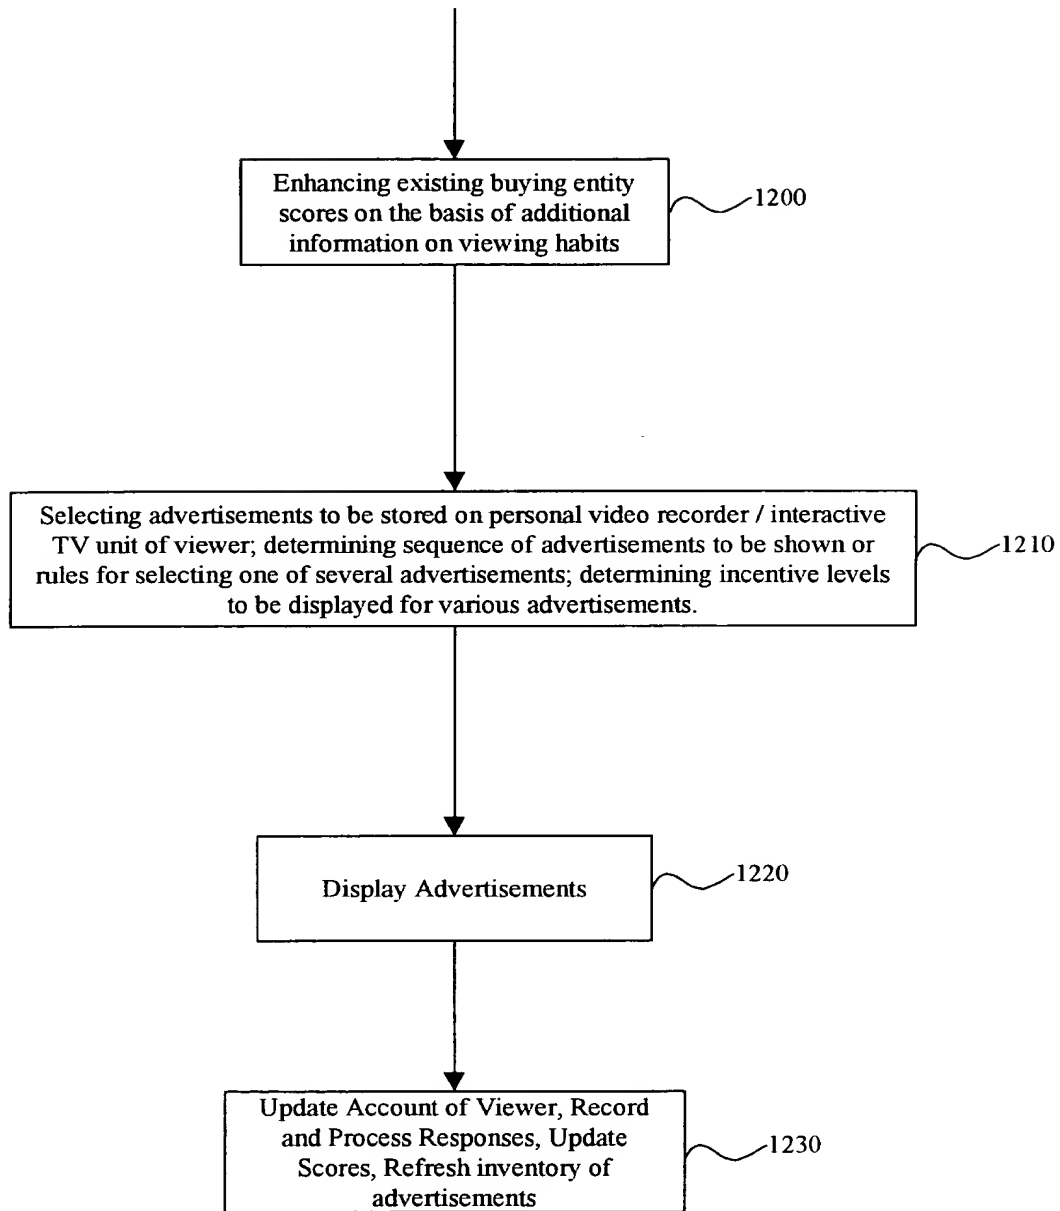 Enhancing existing buying entity
scores on the basis of additional
information on viewing habits
1200
Selecting advertisements to be stored on personal video recorder / interactive
TV unit of viewer; determining sequence of advertisements to be shown or
rules for selecting one of several advertisements; determining incentive levels
to be displayed for various advertisements.
1210
Display Advertisements
1220
Update Account of Viewer, Record
and Process Responses, Update
Scores, Refresh inventory of
advertisements
1230